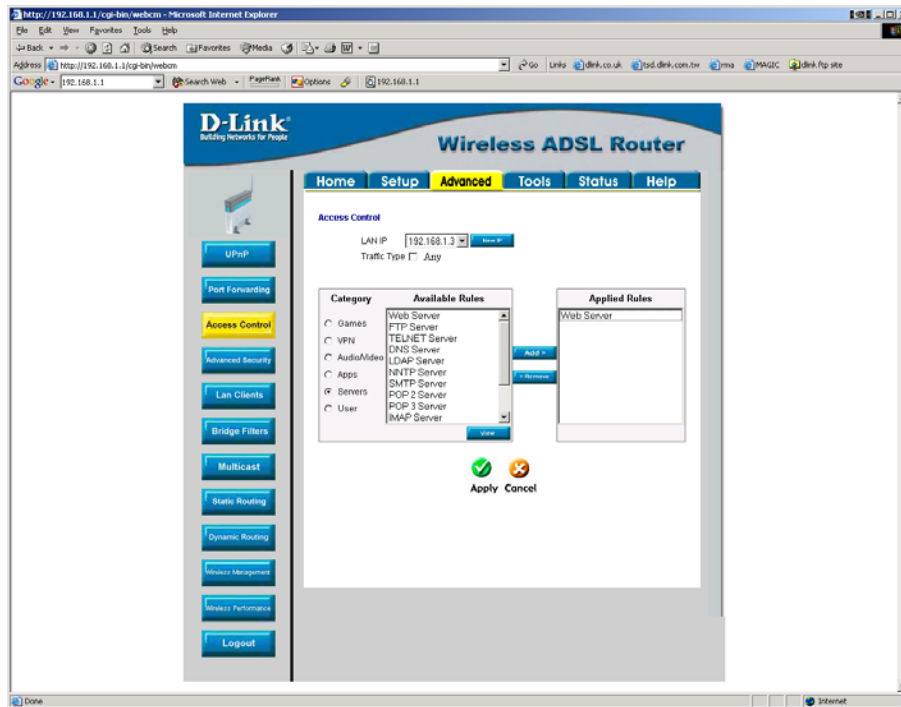 http://192.168.1.1/cgi-bin/webcm - Microsoft Internet Explorer
File Edit View Favorites Tools Help
Back Search Favorites Media
Address http://192.168.1.1/cgi-bin/webcm Go Links dlink.co.uk tsd.dlink.com.tw rma MAGIC dlink ftp site
Google 192.168.1.1 Search Web PageRank Options 192.168.1.1
D-Link
Building Networks for People
Wireless ADSL Router
Home Setup Advanced Tools Status Help
UPnP
Port Forwarding
Access Control
Advanced Security
Lan Clients
Bridge Filters
Multicast
Static Routing
Dynamic Routing
Wireless Management
Wireless Performance
Logout
Access Control
LAN IP 192.168.1.3 New IP
Traffic Type Any
Category
Games
VPN
Audio/Video
Apps
Servers
User
Available Rules
Web Server
FTP Server
TELNET Server
DNS Server
LDAP Server
NNTP Server
SMTP Server
POP 2 Server
POP 3 Server
IMAP Server
View
Add >
< Remove
Applied Rules
Web Server
Apply Cancel
Done Internet